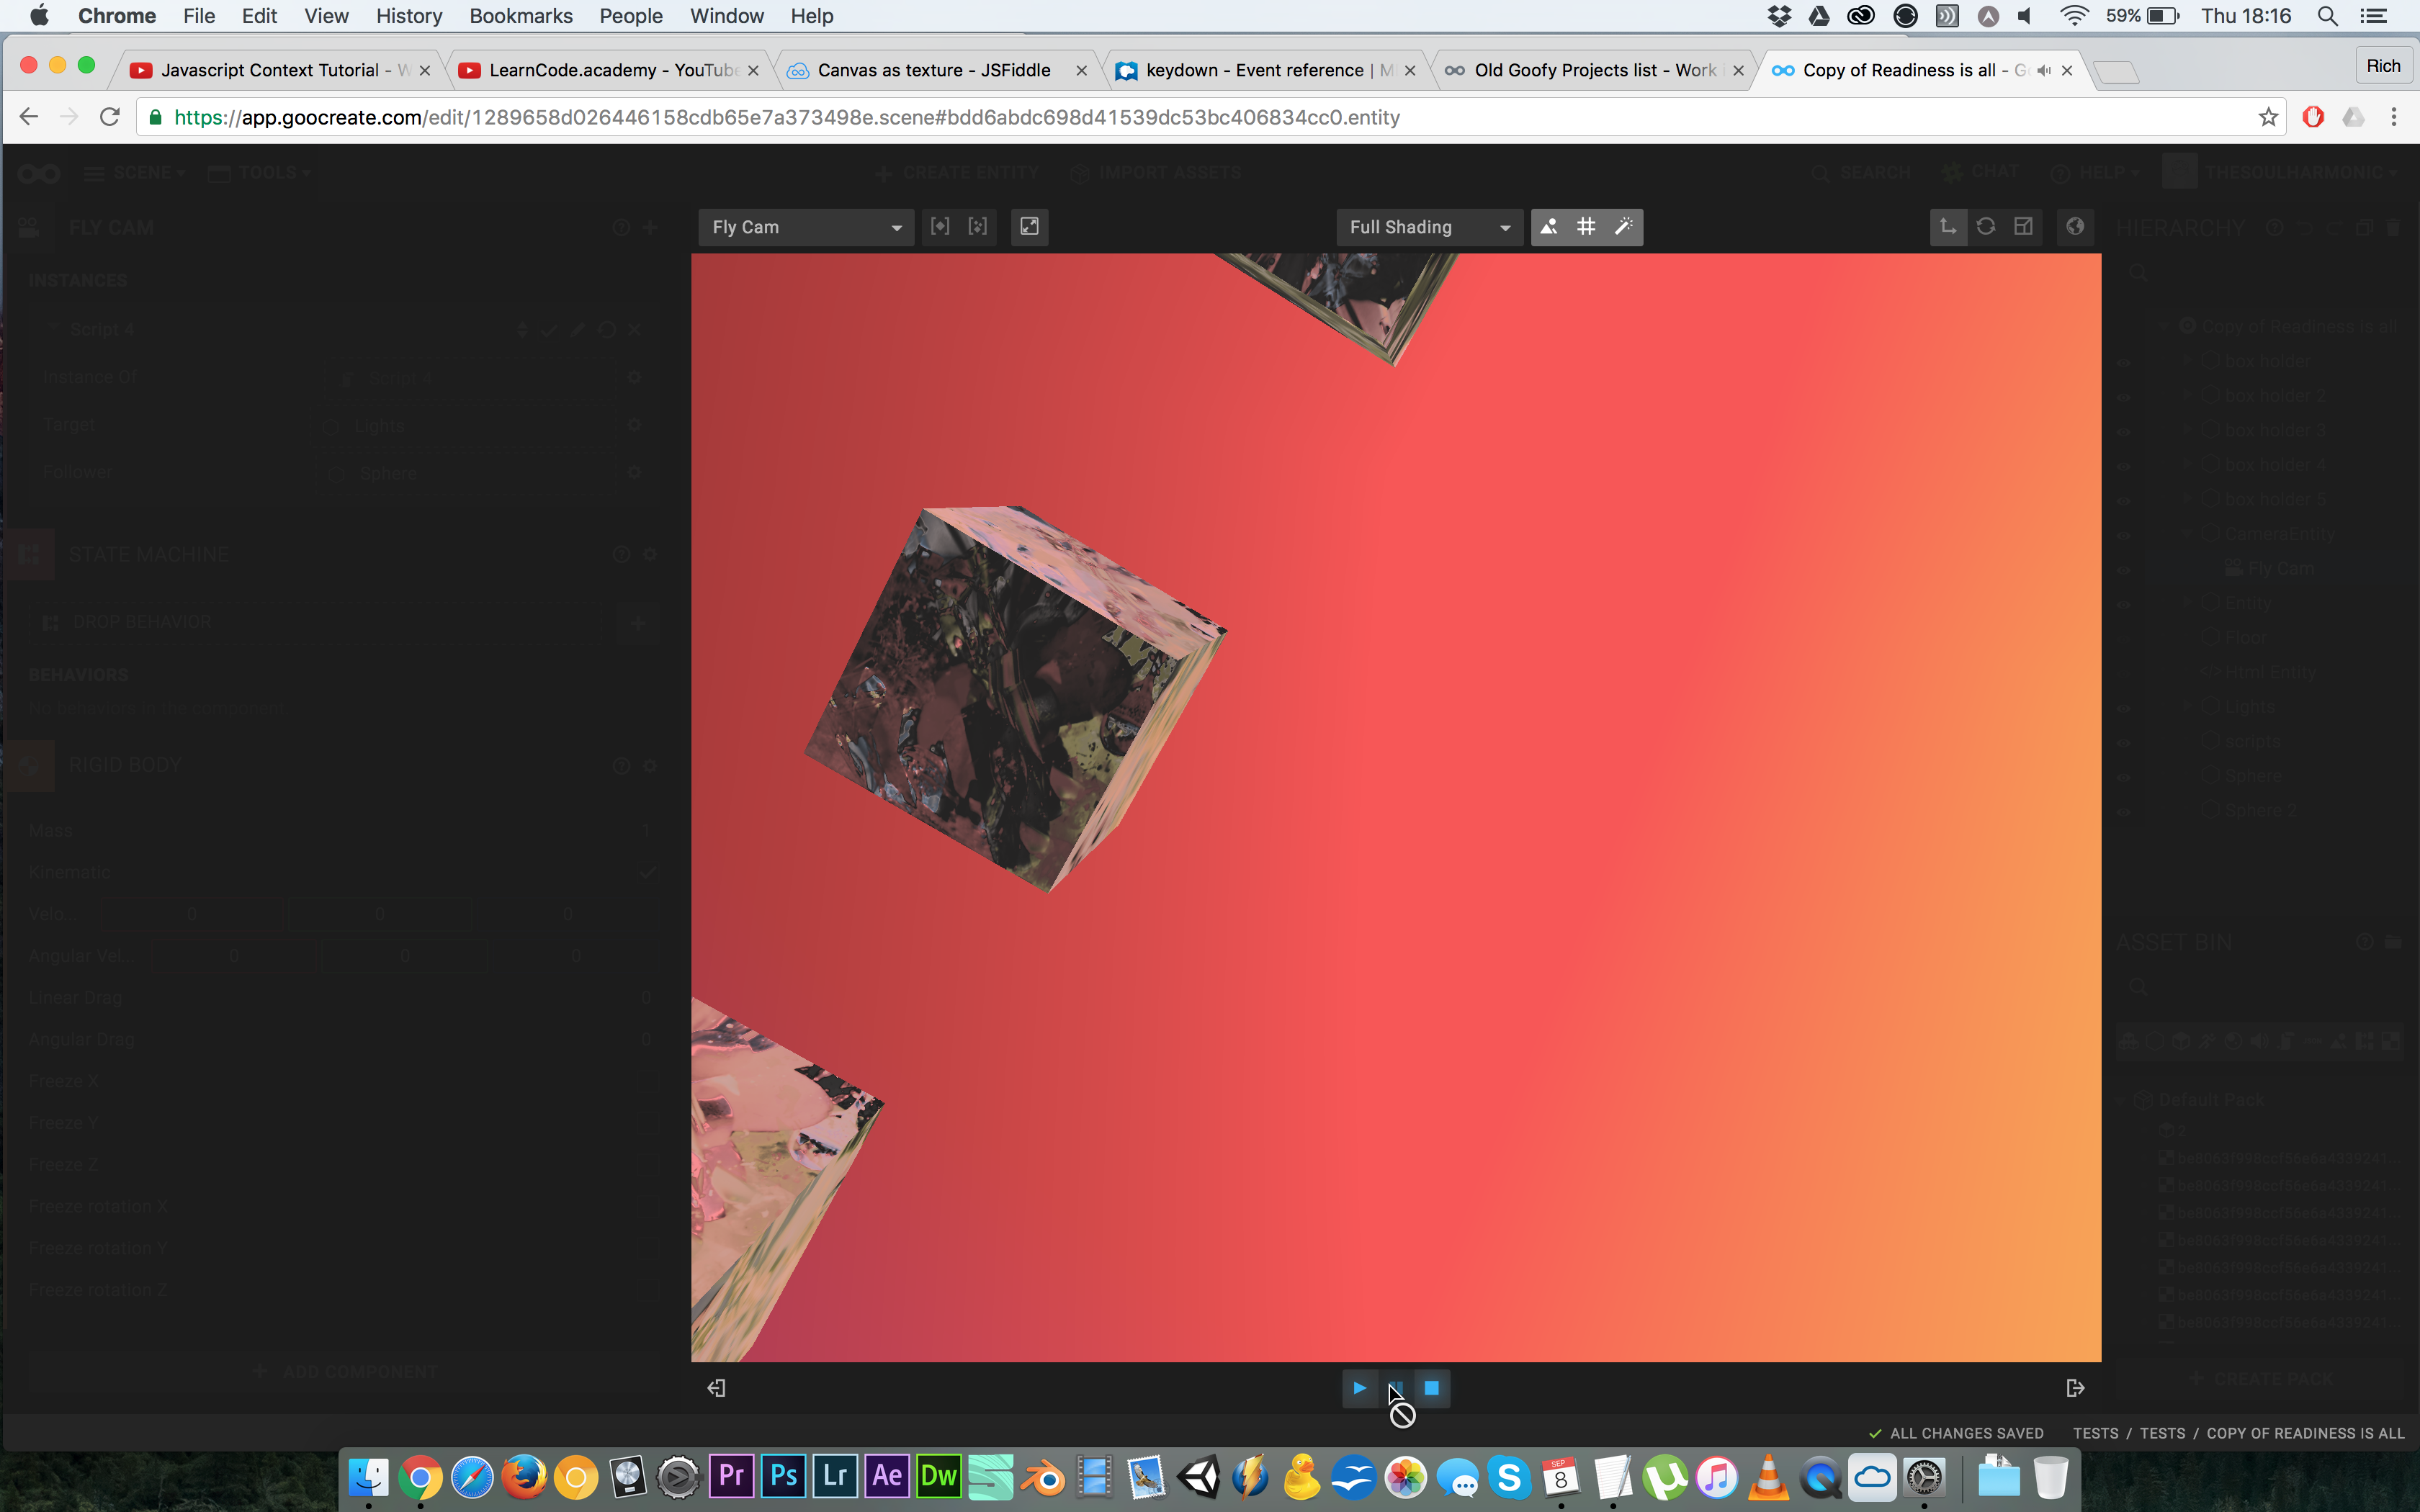 Chrome File Edit View History Bookmarks People Window Help 59% Thu 18:16
Javascript Context Tutorial - W
LearnCode.academy - YouTube
Canvas as texture - JSFiddle
keydown - Event reference | M
Old Goofy Projects list - Work
Copy of Readiness is all - G
Rich
https://app.goocreate.com/edit/1289658d026446158cdb65e7a373498e.scene#bdd6abdc698d41539dc53bc406834cc0.entity
SCENE TOOLS CREATE ENTITY IMPORT ASSETS SEARCH CHAT HELP THESOULHARMONIC
FLY CAM
Fly Cam
Full Shading
HIERARCHY
INSTANCES
Script 4
Instance Of Script 4
Target Lights
Follower Sphere
STATE MACHINE
DROP BEHAVIOR
BEHAVIORS
No behaviors in the component
RIGID BODY
Mass 1
Kinematic
Velo... 0 0 0
Angular Vel... 0 0 0
Linear Drag 0
Angular Drag 0
Freeze X
Freeze Y
Freeze Z
Freeze rotation X
Freeze rotation Y
Freeze rotation Z
ADD COMPONENT
Copy of Readiness is all
box holder
box holder 2
box holder 3
box holder 4
box holder 5
CameraEntity
Fly Cam
Entity
Floor
Html Entity
Lights
scripts
Sphere
Sphere 2
ASSET BIN
Default Pack
2
CREATE PACK
ALL CHANGES SAVED TESTS / TESTS / COPY OF READINESS IS ALL
Pr Ps Lr Ae Dw
SEP
8